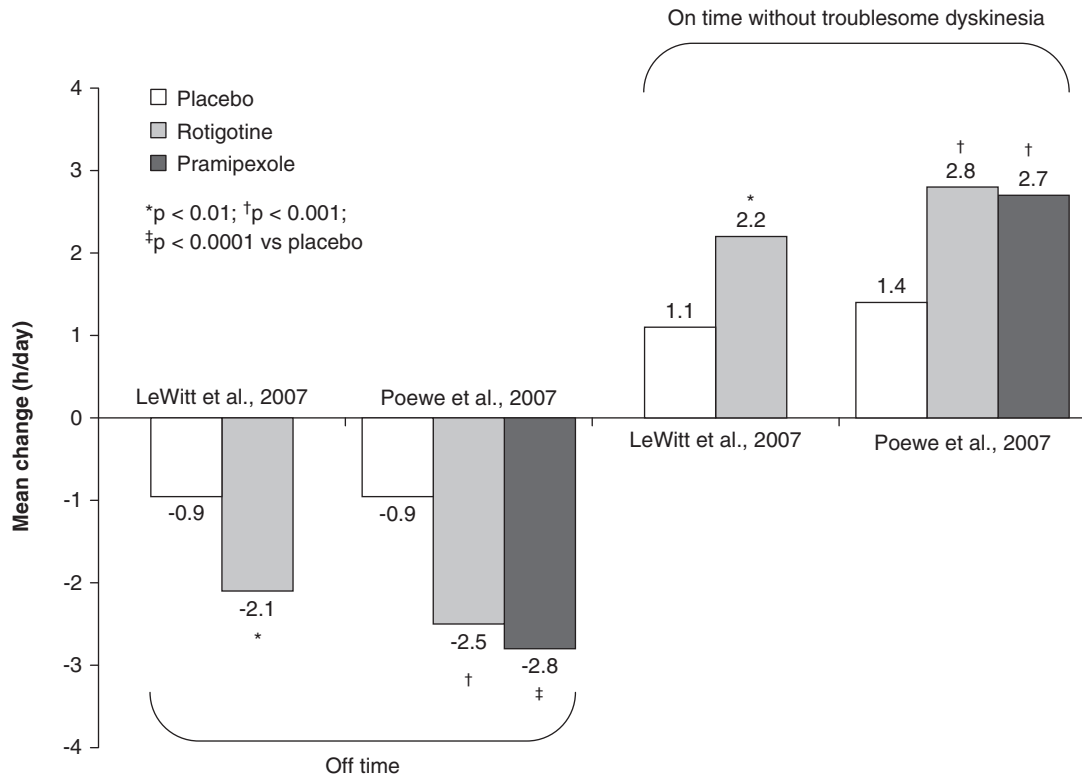 On time without troublesome dyskinesia
4
3
2
1
0
-1
-2
-3
-4
Mean change (h/day)
Placebo
Rotigotine
Pramipexole
*p < 0.01; †p < 0.001;
‡p < 0.0001 vs placebo
LeWitt et al., 2007
Poewe et al., 2007
-0.9
-2.1
*
-0.9
-2.5
†
-2.8
‡
Off time
1.1
*
2.2
1.4
†
2.8
†
2.7
LeWitt et al., 2007
Poewe et al., 2007